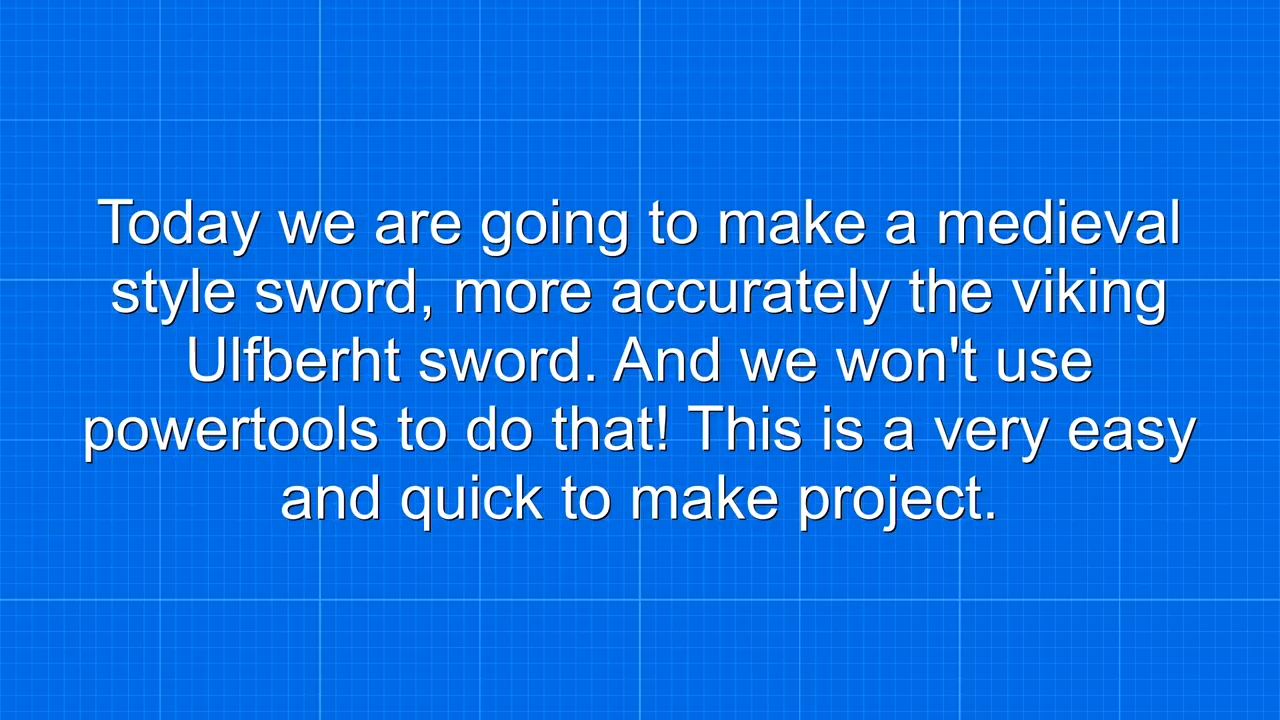 Today we are going to make a medieval
style sword, more accurately the viking
Ulfberht sword. And we won't use
powertools to do that! This is a very easy
and quick to make project.